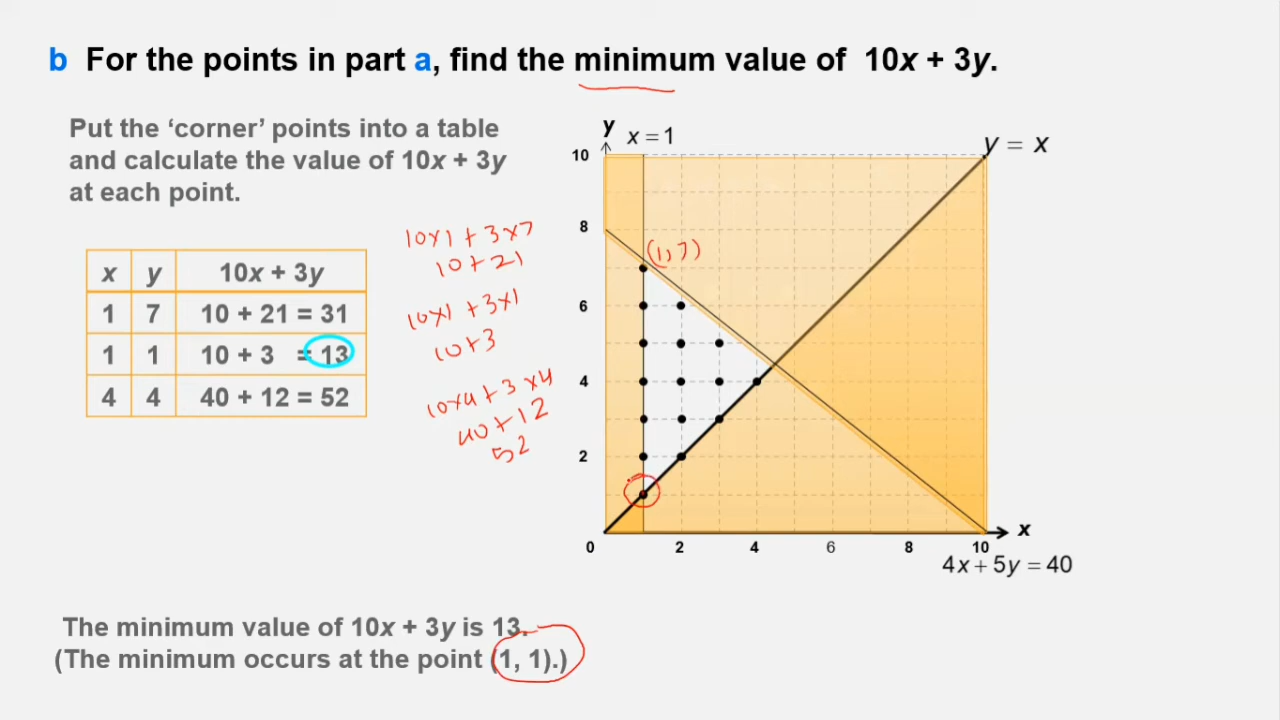 b For the points in part a, find the minimum value of 10x + 3y.
Put the ‘corner’ points into a table
and calculate the value of 10x + 3y
at each point.
x y 10x + 3y
1 7 10 + 21 = 31
1 1 10 + 3 = 13
4 4 40 + 12 = 52
10×1 + 3×7
10 + 21
10×1 + 3×1
10+3
10×4 + 3×4
40+12
52
y x = 1
y = x
10
8
(1,7)
6
4
2
x
0 2 4 6 8 10
4x + 5y = 40
The minimum value of 10x + 3y is 13.
(The minimum occurs at the point (1, 1).)